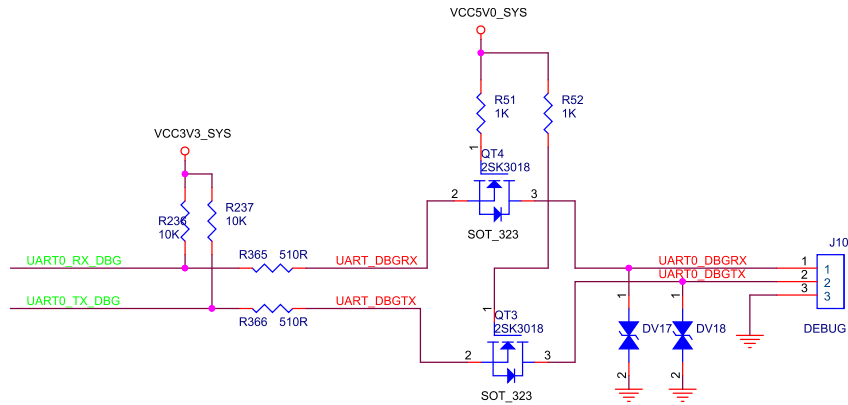 VCC5V0_SYS
R51
1K
R52
1K
VCC3V3_SYS
1
QT4
2SK3018
R236
10K
R237
10K
2
3
SOT_323
J10
UART0_RX_DBG
R365 510R
UART_DBGRX
UART0_DBGRX
1
1
UART0_DBGTX
2
2
3
3
UART0_TX_DBG
R366 510R
UART_DBGTX
1
QT3
2SK3018
1
1
DV17
DV18
DEBUG
2
3
2
2
SOT_323